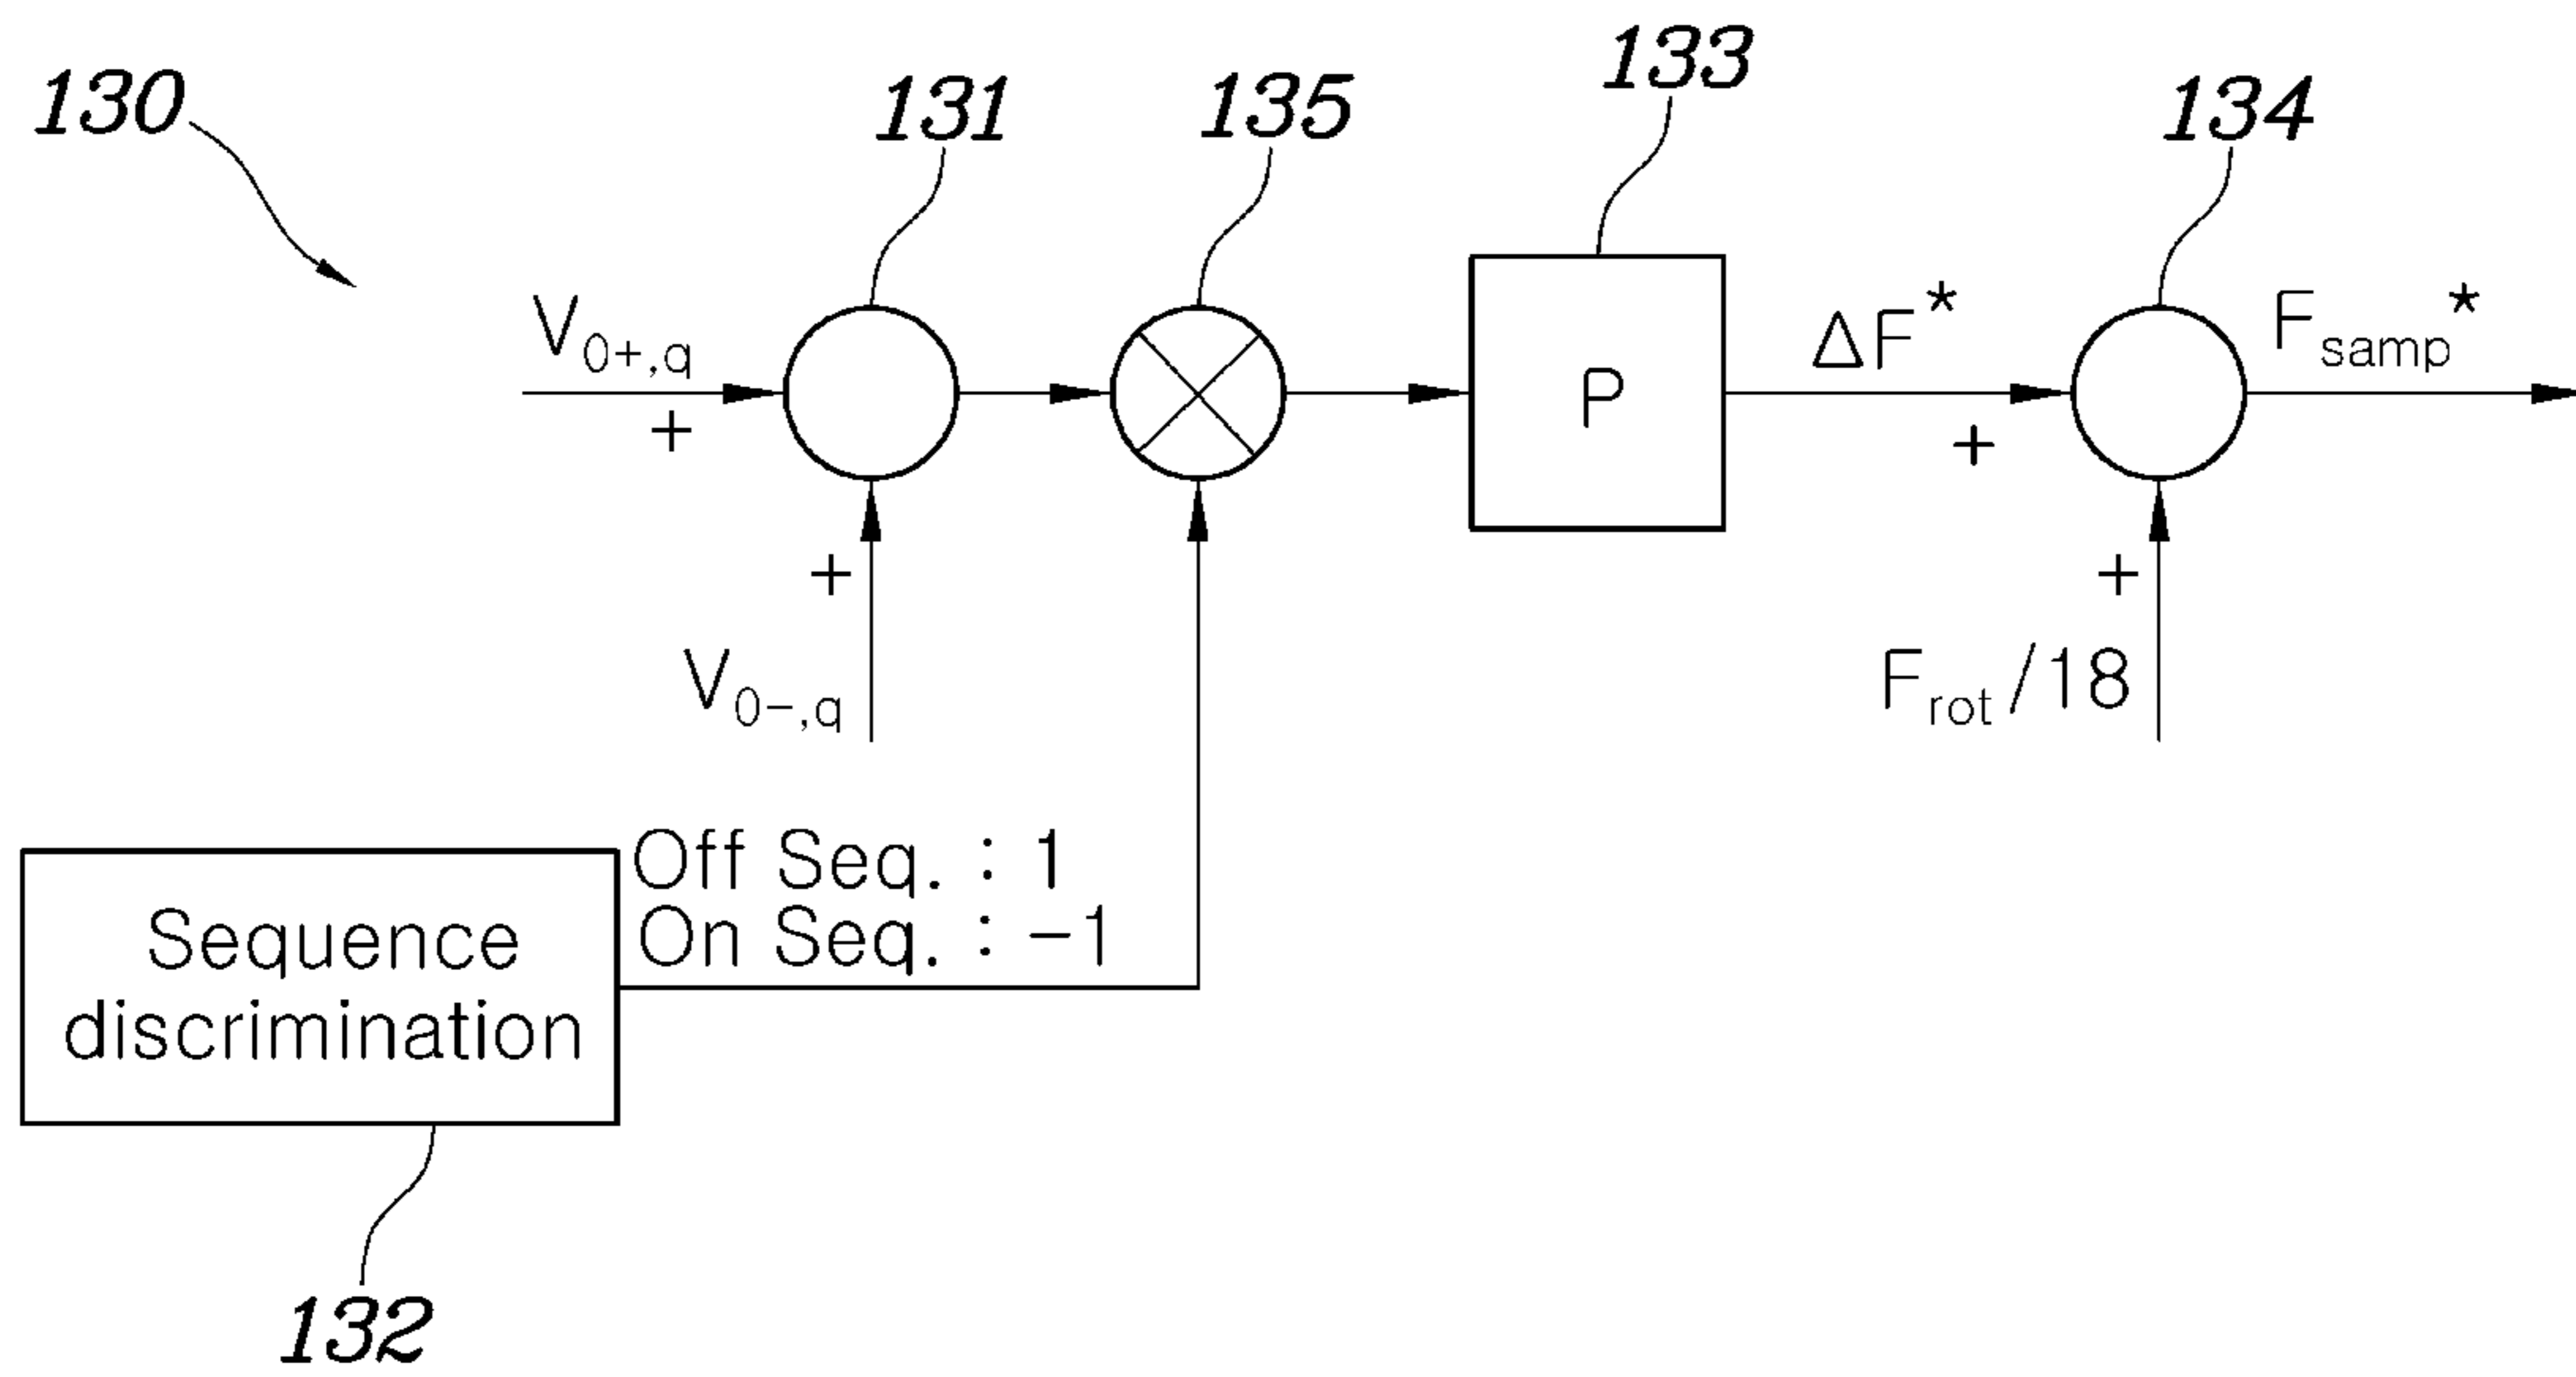 130
131
135
133
134
V0+,q
+
V0−,q
+
P
ΔF*
+
Fsamp*
+
Frot /18
Off Seq. : 1
On Seq. : −1
Sequence
discrimination
132